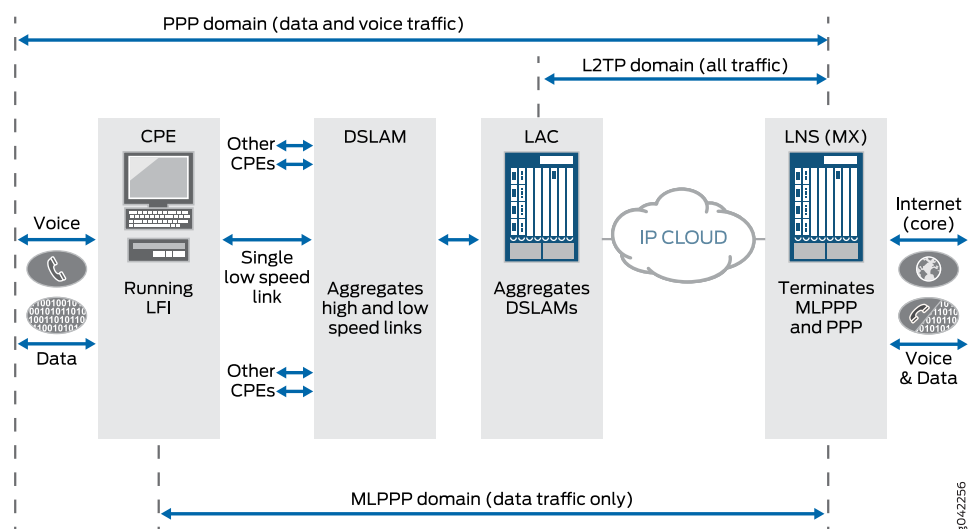 PPP domain (data and voice traffic)
L2TP domain (all traffic)
CPE
Other
CPEs
DSLAM
LAC
LNS (MX)
Voice
Single
low speed
link
IP CLOUD
Internet
(core)
Running
LFI
Aggregates
high and low
speed links
Aggregates
DSLAMs
Terminates
MLPPP
and PPP
Data
Other
CPEs
Voice
& Data
MLPPP domain (data traffic only)
g042256